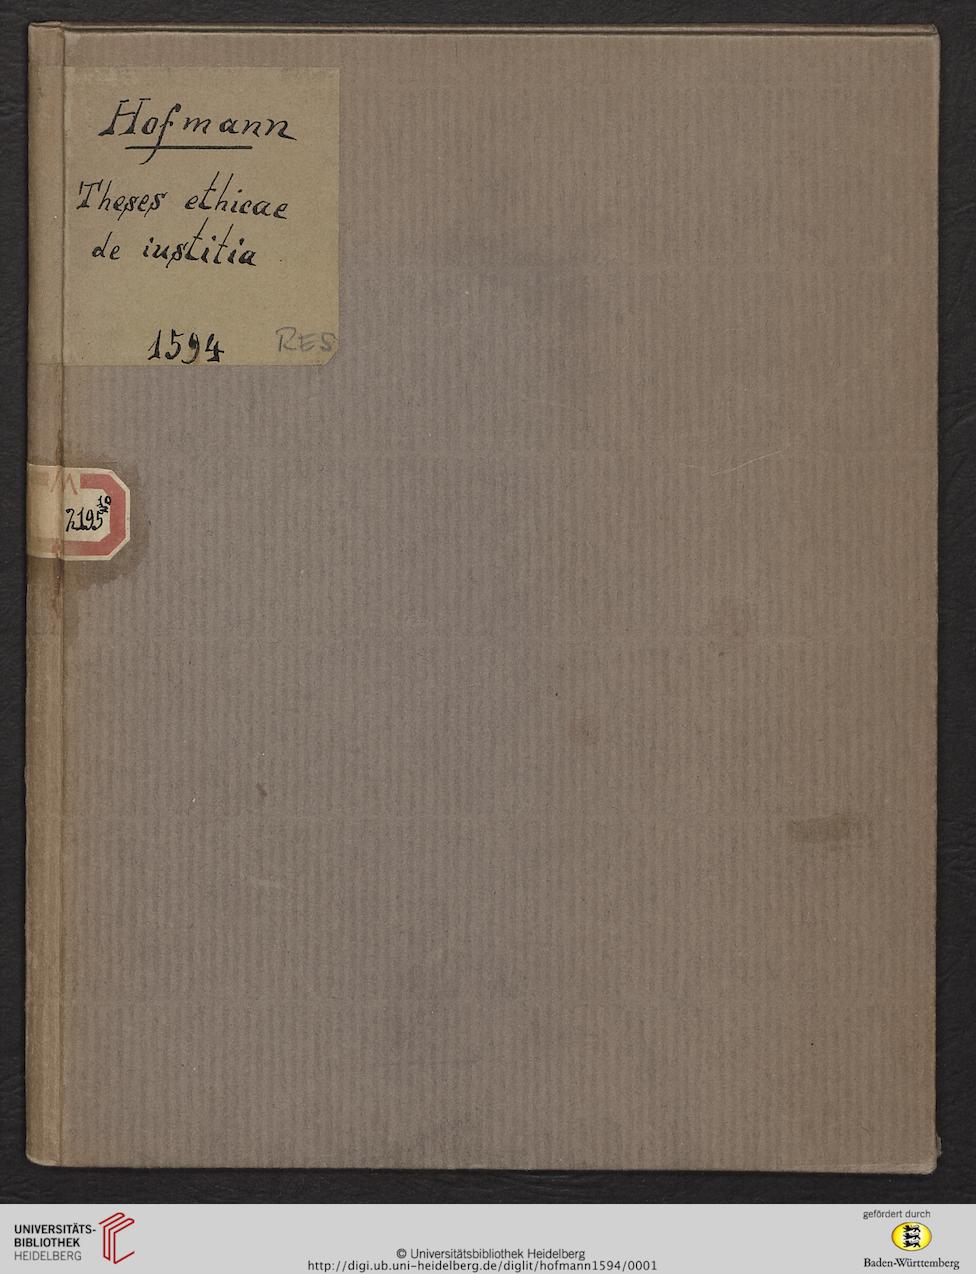 Hofmann
Theses ethicae
de iustitia
1594
RES
M
2195
10
UNIVERSITÄTS-
BIBLIOTHEK
HEIDELBERG
© Universitätsbibliothek Heidelberg
http://digi.ub.uni-heidelberg.de/diglit/hofmann1594/0001
gefördert durch
Baden-Württemberg